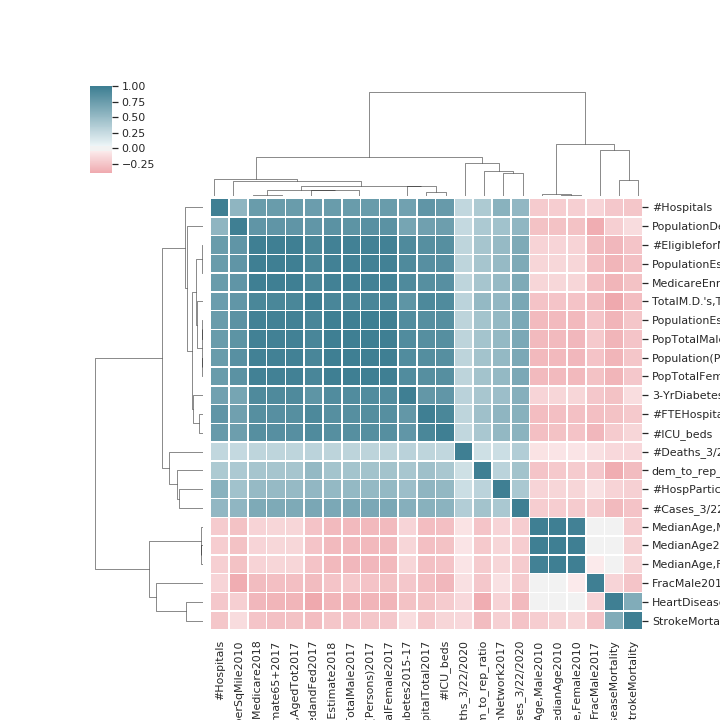 1.00
0.75
0.50
0.25
0.00
−0.25
#Hospitals
PopulationDe
#EligibleforM
PopulationEs
MedicareEnr
TotalM.D.'s,T
PopulationEs
PopTotalMale
Population(P
PopTotalFem
3-YrDiabetes
#FTEHospita
#ICU_beds
#Deaths_3/2
dem_to_rep_
#HospPartic
#Cases_3/22
MedianAge,M
MedianAge2
MedianAge,F
FracMale201
HeartDisease
StrokeMorta
#Hospitals
erSqMile2010
Medicare2018
mate65+2017
,AgedTot2017
edandFed2017
Estimate2018
TotalMale2017
(Persons)2017
alFemale2017
abetes2015-17
pitalTotal2017
#ICU_beds
ths_3/22/2020
m_to_rep_ratio
nNetwork2017
ses_3/22/2020
Age,Male2010
edianAge2010
e,Female2010
FracMale2017
seaseMortality
trokeMortality